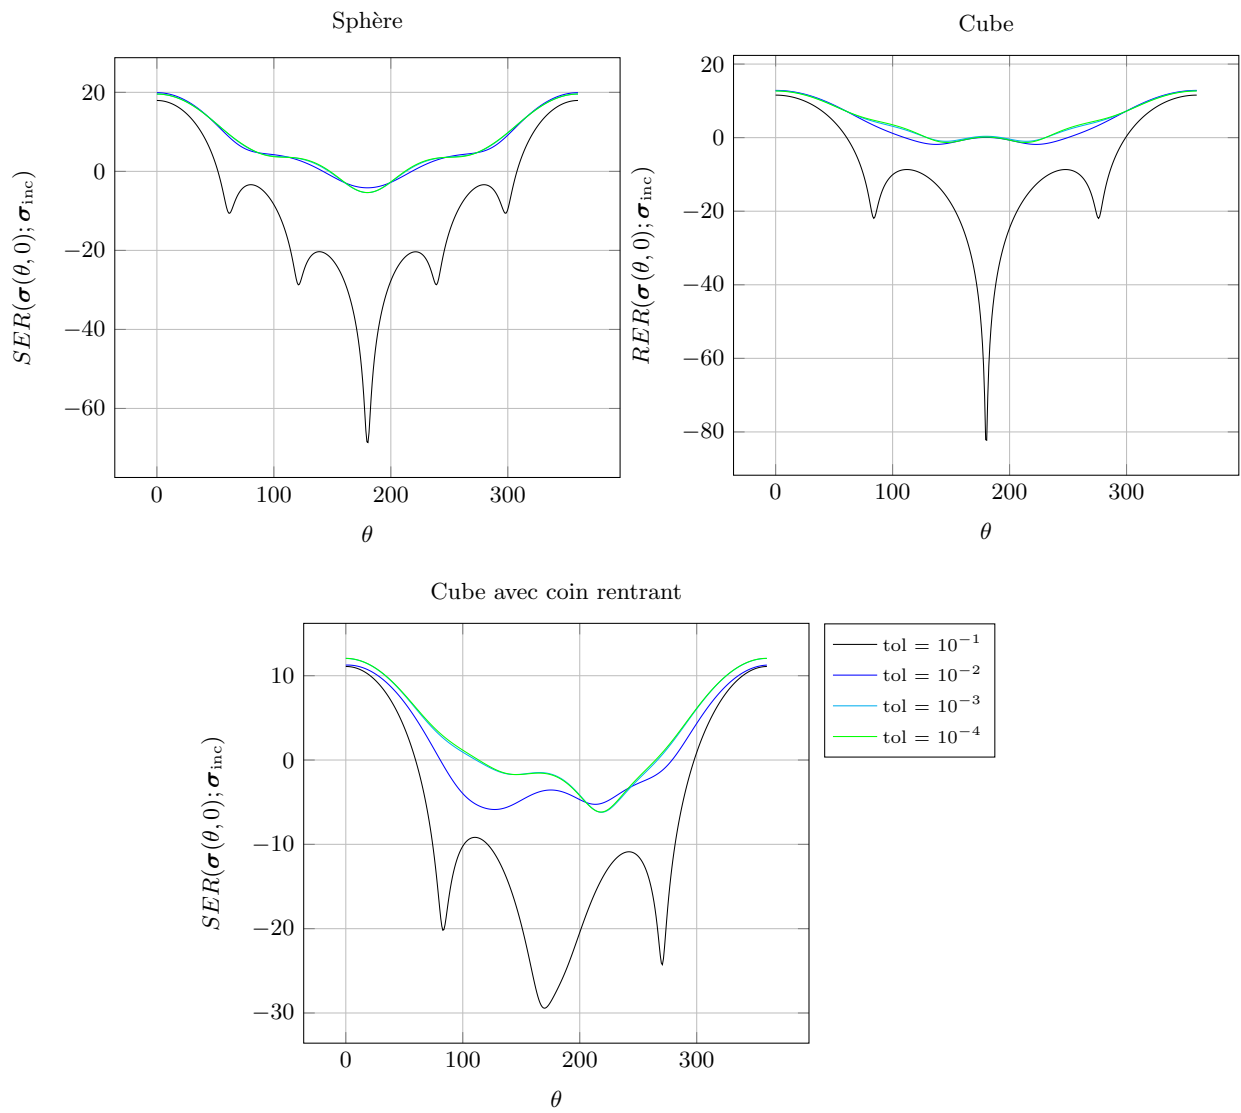 Sphère
20
0
−20
−40
−60
0 100 200 300
θ
SER(σ(θ, 0); σinc)
Cube
20
0
−20
−40
−60
−80
0 100 200 300
θ
RER(σ(θ, 0); σinc)
Cube avec coin rentrant
10
0
−10
−20
−30
0 100 200 300
θ
SER(σ(θ, 0); σinc)
tol = 10⁻¹
tol = 10⁻²
tol = 10⁻³
tol = 10⁻⁴